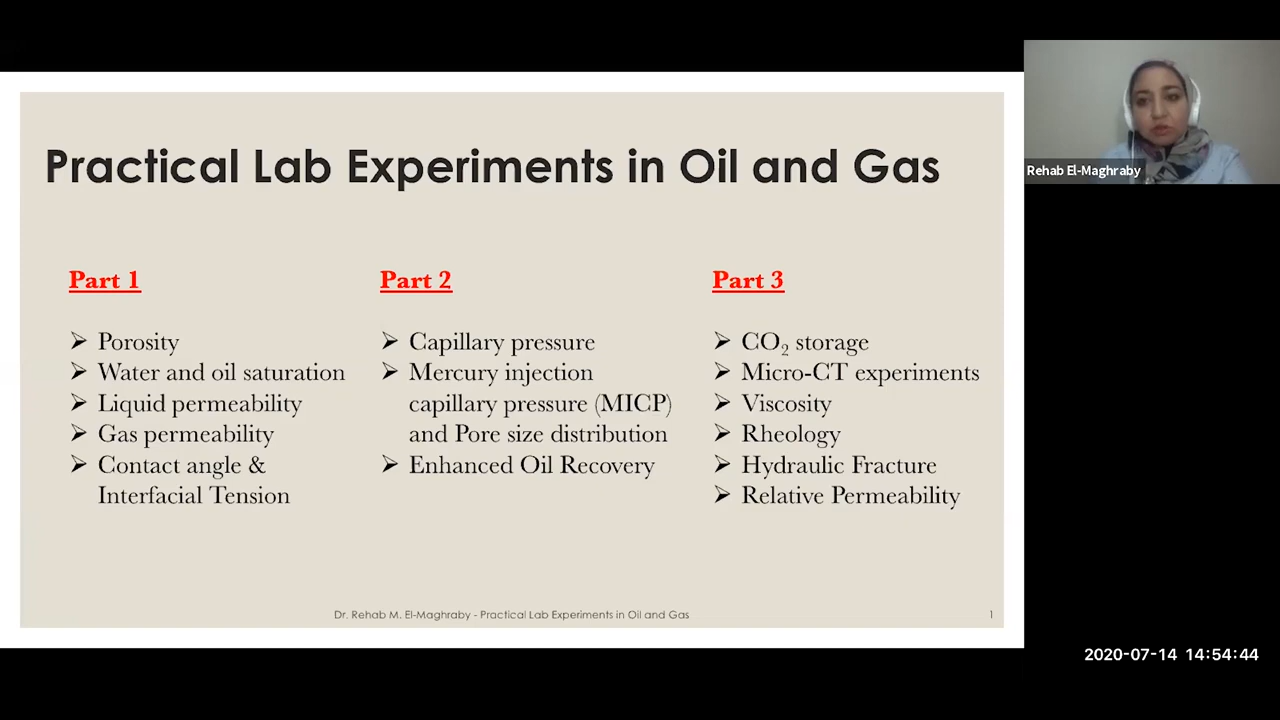 Practical Lab Experiments in Oil and Gas
Part 1
➢ Porosity
➢ Water and oil saturation
➢ Liquid permeability
➢ Gas permeability
➢ Contact angle &
Interfacial Tension
Part 2
➢ Capillary pressure
➢ Mercury injection
capillary pressure (MICP)
and Pore size distribution
➢ Enhanced Oil Recovery
Part 3
➢ CO₂ storage
➢ Micro-CT experiments
➢ Viscosity
➢ Rheology
➢ Hydraulic Fracture
➢ Relative Permeability
Dr. Rehab M. El-Maghraby - Practical Lab Experiments in Oil and Gas
1
Rehab El-Maghraby
2020-07-14 14:54:44